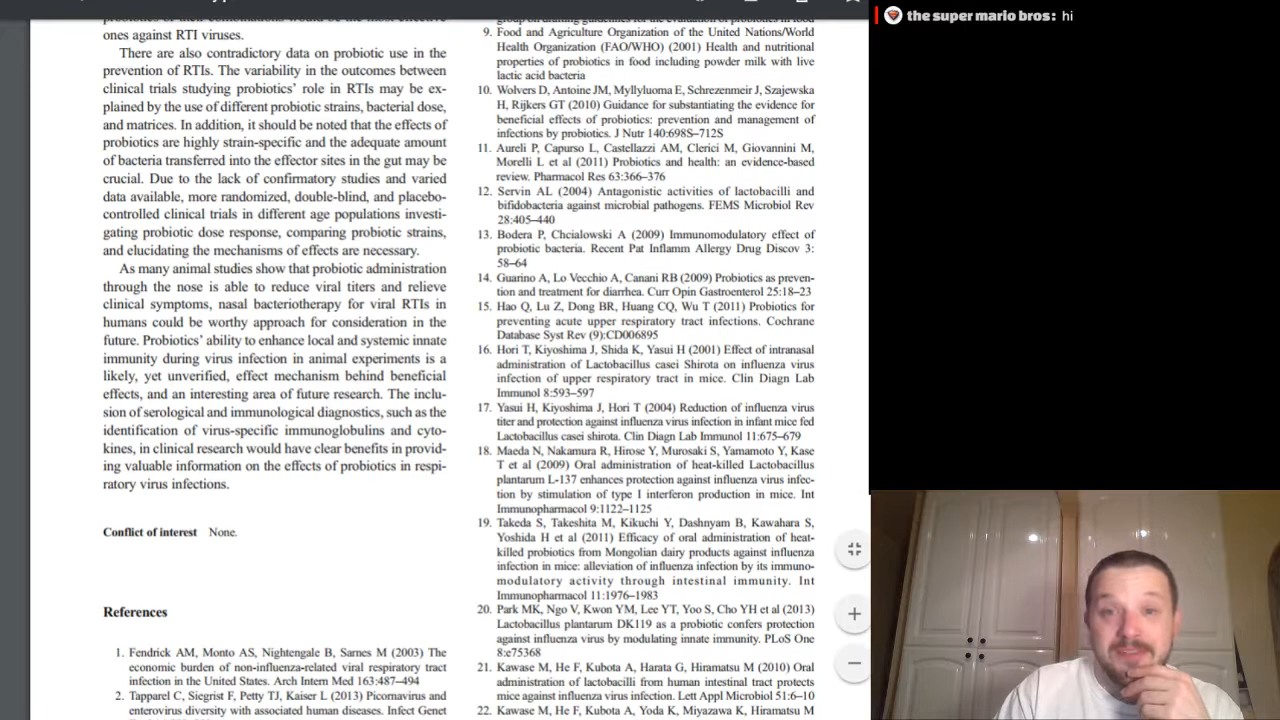 ones against RTI viruses.
There are also contradictory data on probiotic use in the
prevention of RTIs. The variability in the outcomes between
clinical trials studying probiotics' role in RTIs may be ex-
plained by the use of different probiotic strains, bacterial dose,
and matrices. In addition, it should be noted that the effects of
probiotics are highly strain-specific and the adequate amount
of bacteria transferred into the effector sites in the gut may be
crucial. Due to the lack of confirmatory studies and varied
data available, more randomized, double-blind, and placebo-
controlled clinical trials in different age populations investi-
gating probiotic dose response, comparing probiotic strains,
and elucidating the mechanisms of effects are necessary.
As many animal studies show that probiotic administration
through the nose is able to reduce viral titers and relieve
clinical symptoms, nasal bacteriotherapy for viral RTIs in
humans could be worthy approach for consideration in the
future. Probiotics' ability to enhance local and systemic innate
immunity during virus infection in animal experiments is a
likely, yet unverified, effect mechanism behind beneficial
effects, and an interesting area of future research. The inclu-
sion of serological and immunological diagnostics, such as the
identification of virus-specific immunoglobulins and cyto-
kines, in clinical research would have clear benefits in provid-
ing valuable information on the effects of probiotics in respi-
ratory virus infections.
Conflict of interest None.
References
1. Fendrick AM, Monto AS, Nightengale B, Sarnes M (2003) The
economic burden of non-influenza-related viral respiratory tract
infection in the United States. Arch Intern Med 163:487–494
2. Tapparel C, Siegrist F, Petty TJ, Kaiser L (2013) Picornavirus and
enterovirus diversity with associated human diseases. Infect Genet
group on drafting guidelines for the evaluation of probiotics in food
9. Food and Agriculture Organization of the United Nations/World
Health Organization (FAO/WHO) (2001) Health and nutritional
properties of probiotics in food including powder milk with live
lactic acid bacteria
10. Wolvers D, Antoine JM, Myllyluoma E, Schrezenmeir J, Szajewska
H, Rijkers GT (2010) Guidance for substantiating the evidence for
beneficial effects of probiotics: prevention and management of
infections by probiotics. J Nutr 140:698S–712S
11. Aureli P, Capurso L, Castellazzi AM, Clerici M, Giovannini M,
Morelli L et al (2011) Probiotics and health: an evidence-based
review. Pharmacol Res 63:366–376
12. Servin AL (2004) Antagonistic activities of lactobacilli and
bifidobacteria against microbial pathogens. FEMS Microbiol Rev
28:405–440
13. Bodera P, Chcialowski A (2009) Immunomodulatory effect of
probiotic bacteria. Recent Pat Inflamm Allergy Drug Discov 3:
58–64
14. Guarino A, Lo Vecchio A, Canani RB (2009) Probiotics as preven-
tion and treatment for diarrhea. Curr Opin Gastroenterol 25:18–23
15. Hao Q, Lu Z, Dong BR, Huang CQ, Wu T (2011) Probiotics for
preventing acute upper respiratory tract infections. Cochrane
Database Syst Rev (9):CD006895
16. Hori T, Kiyoshima J, Shida K, Yasui H (2001) Effect of intranasal
administration of Lactobacillus casei Shirota on influenza virus
infection of upper respiratory tract in mice. Clin Diagn Lab
Immunol 8:593–597
17. Yasui H, Kiyoshima J, Hori T (2004) Reduction of influenza virus
titer and protection against influenza virus infection in infant mice fed
Lactobacillus casei shirota. Clin Diagn Lab Immunol 11:675–679
18. Maeda N, Nakamura R, Hirose Y, Murosaki S, Yamamoto Y, Kase
T et al (2009) Oral administration of heat-killed Lactobacillus
plantarum L-137 enhances protection against influenza virus infec-
tion by stimulation of type I interferon production in mice. Int
Immunopharmacol 9:1122–1125
19. Takeda S, Takeshita M, Kikuchi Y, Dashnyam B, Kawahara S,
Yoshida H et al (2011) Efficacy of oral administration of heat-
killed probiotics from Mongolian dairy products against influenza
infection in mice: alleviation of influenza infection by its immuno-
modulatory activity through intestinal immunity. Int
Immunopharmacol 11:1976–1983
20. Park MK, Ngo V, Kwon YM, Lee YT, Yoo S, Cho YH et al (2013)
Lactobacillus plantarum DK119 as a probiotic confers protection
against influenza virus by modulating innate immunity. PLoS One
8:e75368
21. Kawase M, He F, Kubota A, Harata G, Hiramatsu M (2010) Oral
administration of lactobacilli from human intestinal tract protects
mice against influenza virus infection. Lett Appl Microbiol 51:6–10
22. Kawase M, He F, Kubota A, Yoda K, Miyazawa K, Hiramatsu M
the super mario bros : hi